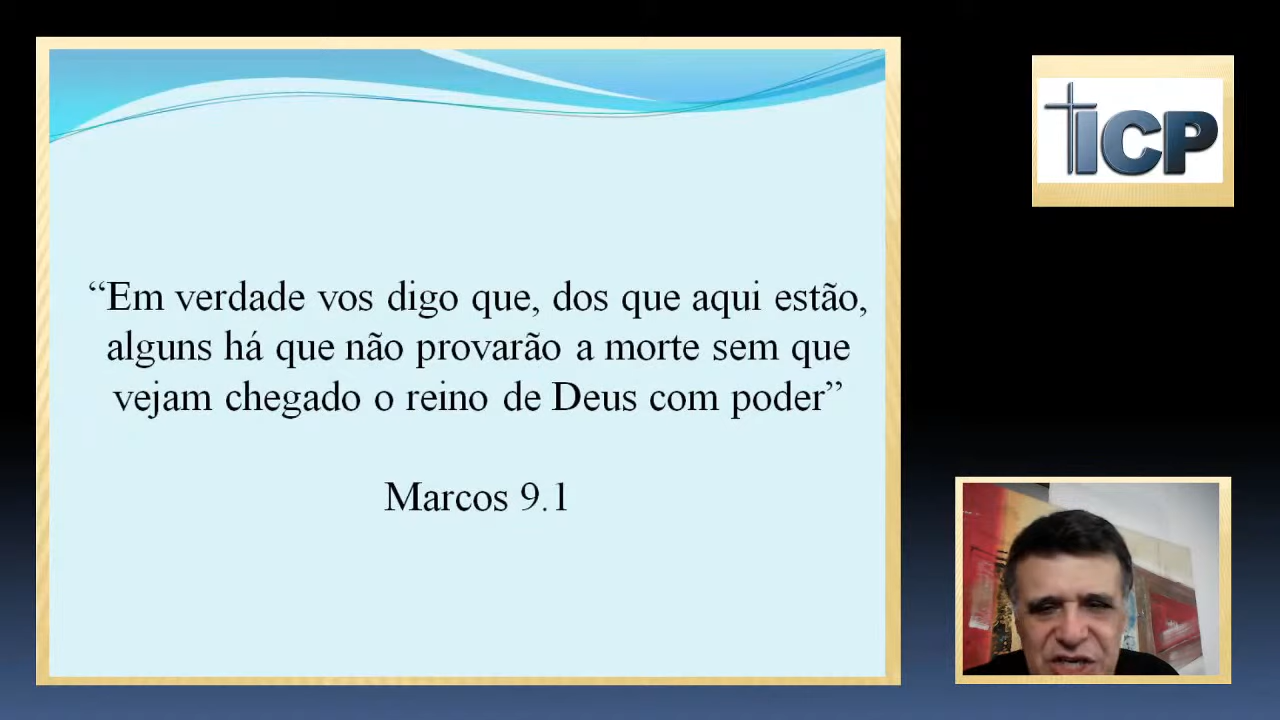 “Em verdade vos digo que, dos que aqui estão,
alguns há que não provarão a morte sem que
vejam chegado o reino de Deus com poder”
Marcos 9.1
ICP